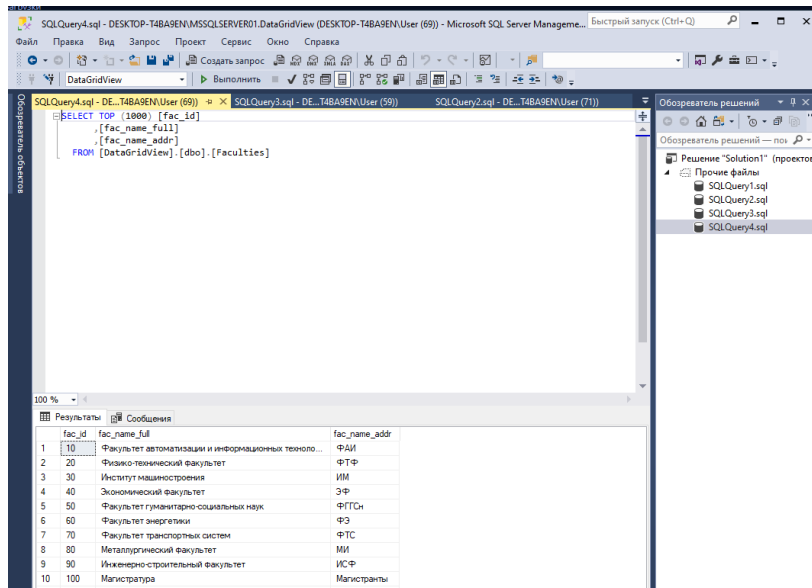 SQLQuery4.sql - DESKTOP-T4BA9EN\MSSQLSERVER01.DataGridView (DESKTOP-T4BA9EN\User (69)) - Microsoft SQL Server Manageme...
Быстрый запуск (Ctrl+Q)
Файл Правка Вид Запрос Проект Сервис Окно Справка
Создать запрос
DataGridView Выполнить
SQLQuery4.sql - DE...T4BA9EN\User (69)) SQLQuery3.sql - DE...T4BA9EN\User (59)) SQLQuery2.sql - DE...T4BA9EN\User (71))
Обозреватель объектов
SELECT TOP (1000) [fac_id]
,[fac_name_full]
,[fac_name_addr]
FROM [DataGridView].[dbo].[Faculties]
100 %
Результаты Сообщения
fac_id fac_name_full fac_name_addr
1 10 Факультет автоматизации и информационных техноло... ФАИ
2 20 Физико-технический факультет ФТФ
3 30 Институт машиностроения ИМ
4 40 Экономический факультет ЭФ
5 50 Факультет гуманитарно-социальных наук ФГГСн
6 60 Факультет энергетики ФЭ
7 70 Факультет транспортных систем ФТС
8 80 Металлургический факультет МИ
9 90 Инженерно-строительный факультет ИСФ
10 100 Магистратура Магистранты
Обозреватель решений
Обозреватель решений — пои
Решение "Solution1" (проектов
Прочие файлы
SQLQuery1.sql
SQLQuery2.sql
SQLQuery3.sql
SQLQuery4.sql